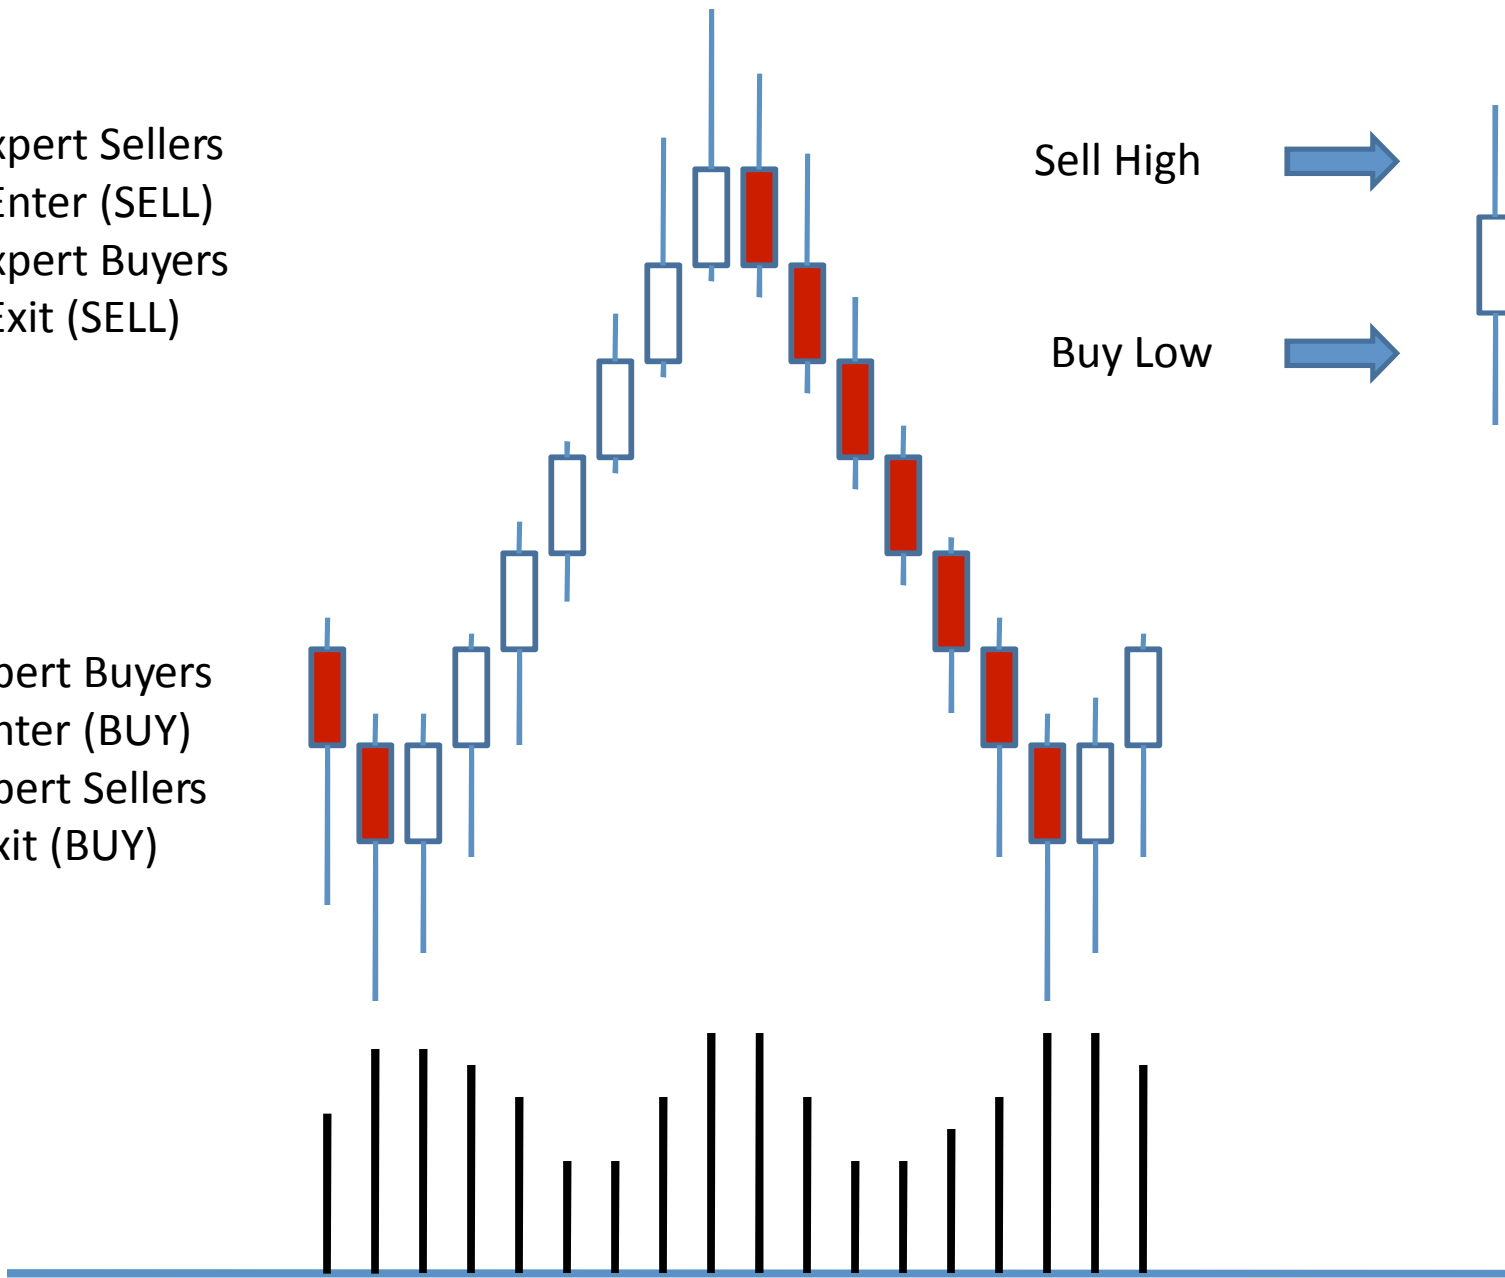 xpert Sellers
Enter (SELL)
xpert Buyers
Exit (SELL)
Sell High
Buy Low
pert Buyers
nter (BUY)
pert Sellers
xit (BUY)